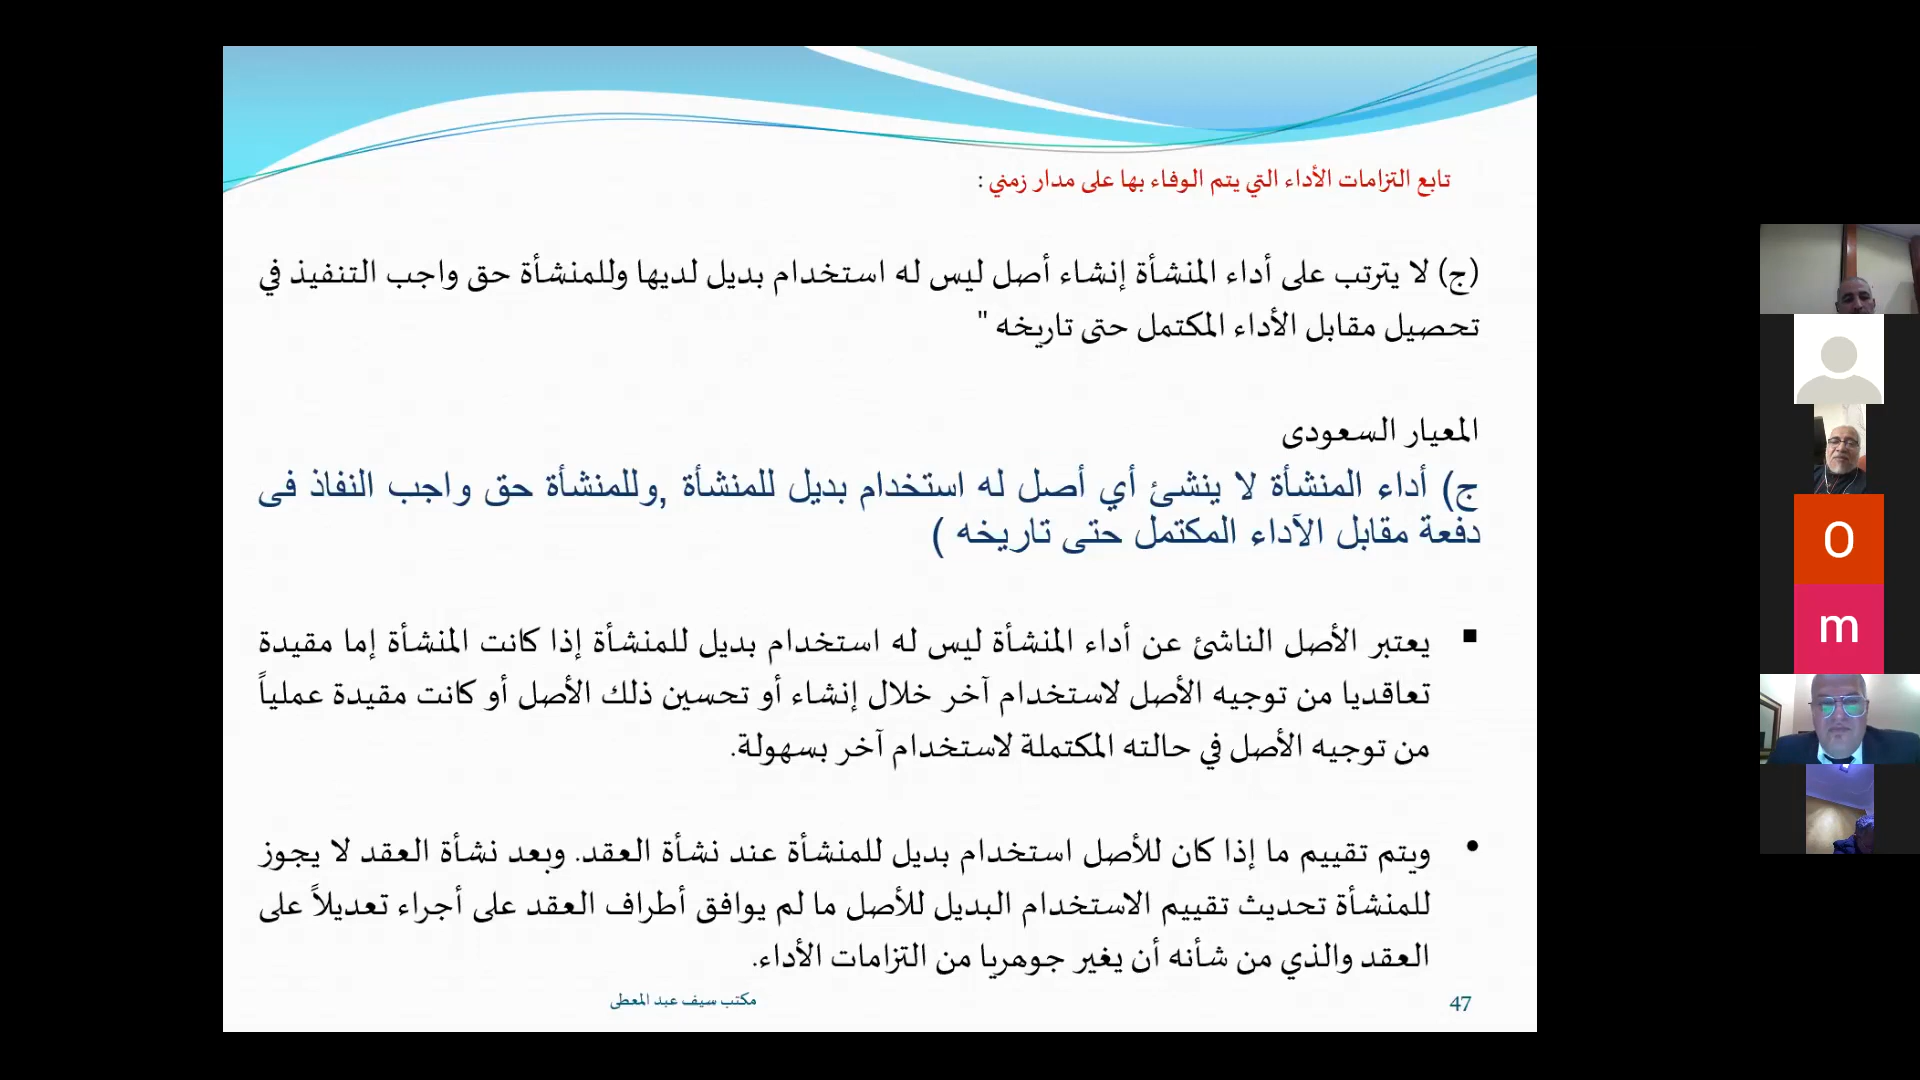 تابع التزامات الأداء التي يتم الوفاء بها على مدار زمني :
(ج) لا يترتب على أداء المنشأة إنشاء أصل ليس له استخدام بديل لديها وللمنشأة حق واجب التنفيذ في
تحصيل مقابل الأداء المكتمل حتى تاريخه "
المعيار السعودى
ج) أداء المنشأة لا ينشئ أي أصل له استخدام بديل للمنشأة ,وللمنشأة حق واجب النفاذ فى
دفعة مقابل الآداء المكتمل حتى تاريخه )
▪ يعتبر الأصل الناشئ عن أداء المنشأة ليس له استخدام بديل للمنشأة إذا كانت المنشأة إما مقيدة
تعاقديا من توجيه الأصل لاستخدام آخر خلال إنشاء أو تحسين ذلك الأصل أو كانت مقيدة عملياً
من توجيه الأصل في حالته المكتملة لاستخدام آخر بسهولة.
• ويتم تقييم ما إذا كان للأصل استخدام بديل للمنشأة عند نشأة العقد. وبعد نشأة العقد لا يجوز
للمنشأة تحديث تقييم الاستخدام البديل للأصل ما لم يوافق أطراف العقد على أجراء تعديلاً على
العقد والذي من شأنه أن يغير جوهريا من التزامات الأداء.
مكتب سيف عبد المعطى
47
O
m